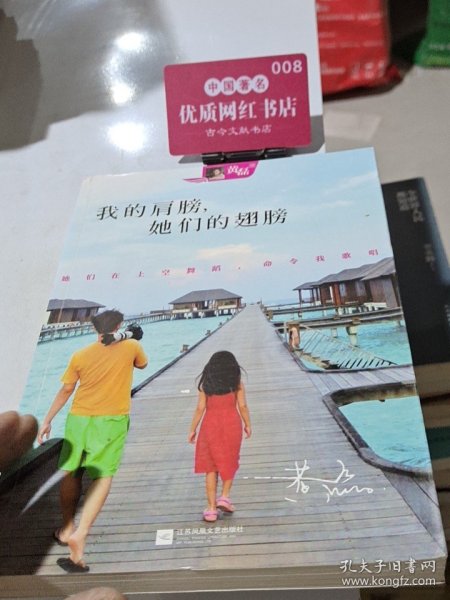 008
中国著名
优质网红书店
古今文献书店
黄磊
我的肩膀,
她们的翅膀
她们在上空舞蹈,命令我歌唱
江苏凤凰文艺出版社
孔夫子旧书网
www.kongfz.com